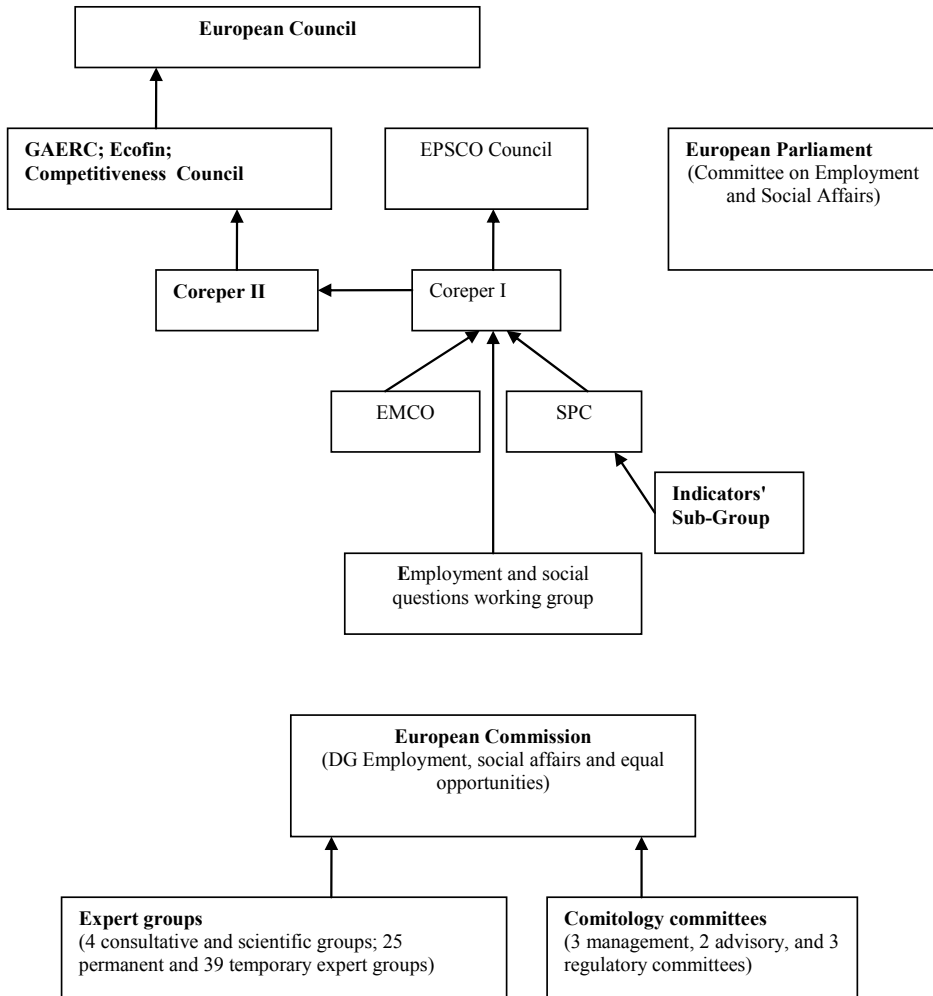 European Council
GAERC; Ecofin;
Competitiveness Council
EPSCO Council
European Parliament
(Committee on Employment
and Social Affairs)
Coreper II
Coreper I
EMCO
SPC
Indicators'
Sub-Group
Employment and social
questions working group
European Commission
(DG Employment, social affairs and equal
opportunities)
Expert groups
(4 consultative and scientific groups; 25
permanent and 39 temporary expert groups)
Comitology committees
(3 management, 2 advisory, and 3
regulatory committees)